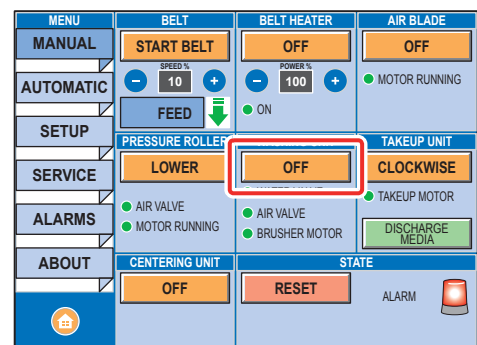 MENU
MANUAL
AUTOMATIC
SETUP
SERVICE
ALARMS
ABOUT
BELT
START BELT
SPEED %
- 10 +
FEED
BELT HEATER
OFF
POWER %
- 100 +
ON
AIR BLADE
OFF
MOTOR RUNNING
PRESSURE ROLLER
LOWER
AIR VALVE
MOTOR RUNNING
OFF
AIR VALVE
BRUSHER MOTOR
TAKEUP UNIT
CLOCKWISE
TAKEUP MOTOR
DISCHARGE
MEDIA
CENTERING UNIT
OFF
STATE
RESET
ALARM